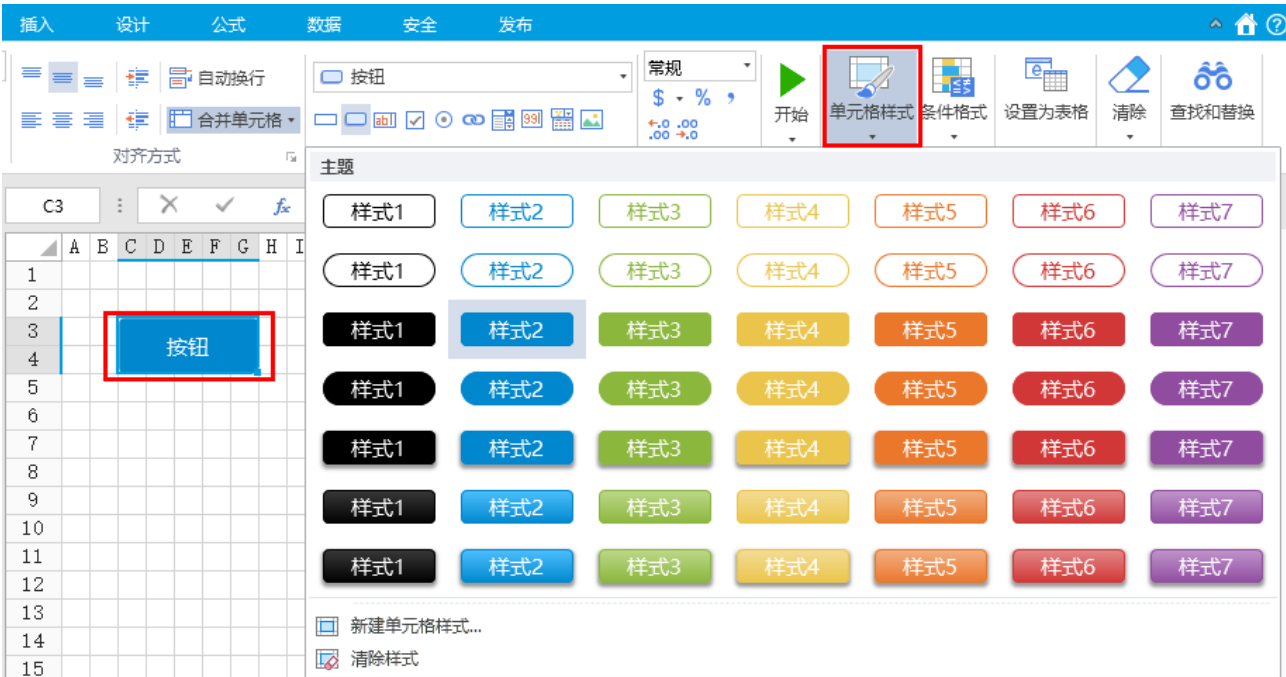 插入 设计 公式 数据 安全 发布
自动换行 按钮 常规
$ % ,
合并单元格 ab 99 .0 .00 .00 .0 开始 单元格样式 条件格式 设置为表格 清除 查找和替换
对齐方式
主题
C3 fx
样式1 样式2 样式3 样式4 样式5 样式6 样式7
A B C D E F G H I
样式1 样式2 样式3 样式4 样式5 样式6 样式7
1
2
3 样式1 样式2 样式3 样式4 样式5 样式6 样式7
按钮
4
5 样式1 样式2 样式3 样式4 样式5 样式6 样式7
6
7 样式1 样式2 样式3 样式4 样式5 样式6 样式7
8
9 样式1 样式2 样式3 样式4 样式5 样式6 样式7
10
11 样式1 样式2 样式3 样式4 样式5 样式6 样式7
12
13 新建单元格样式...
14 清除样式
15